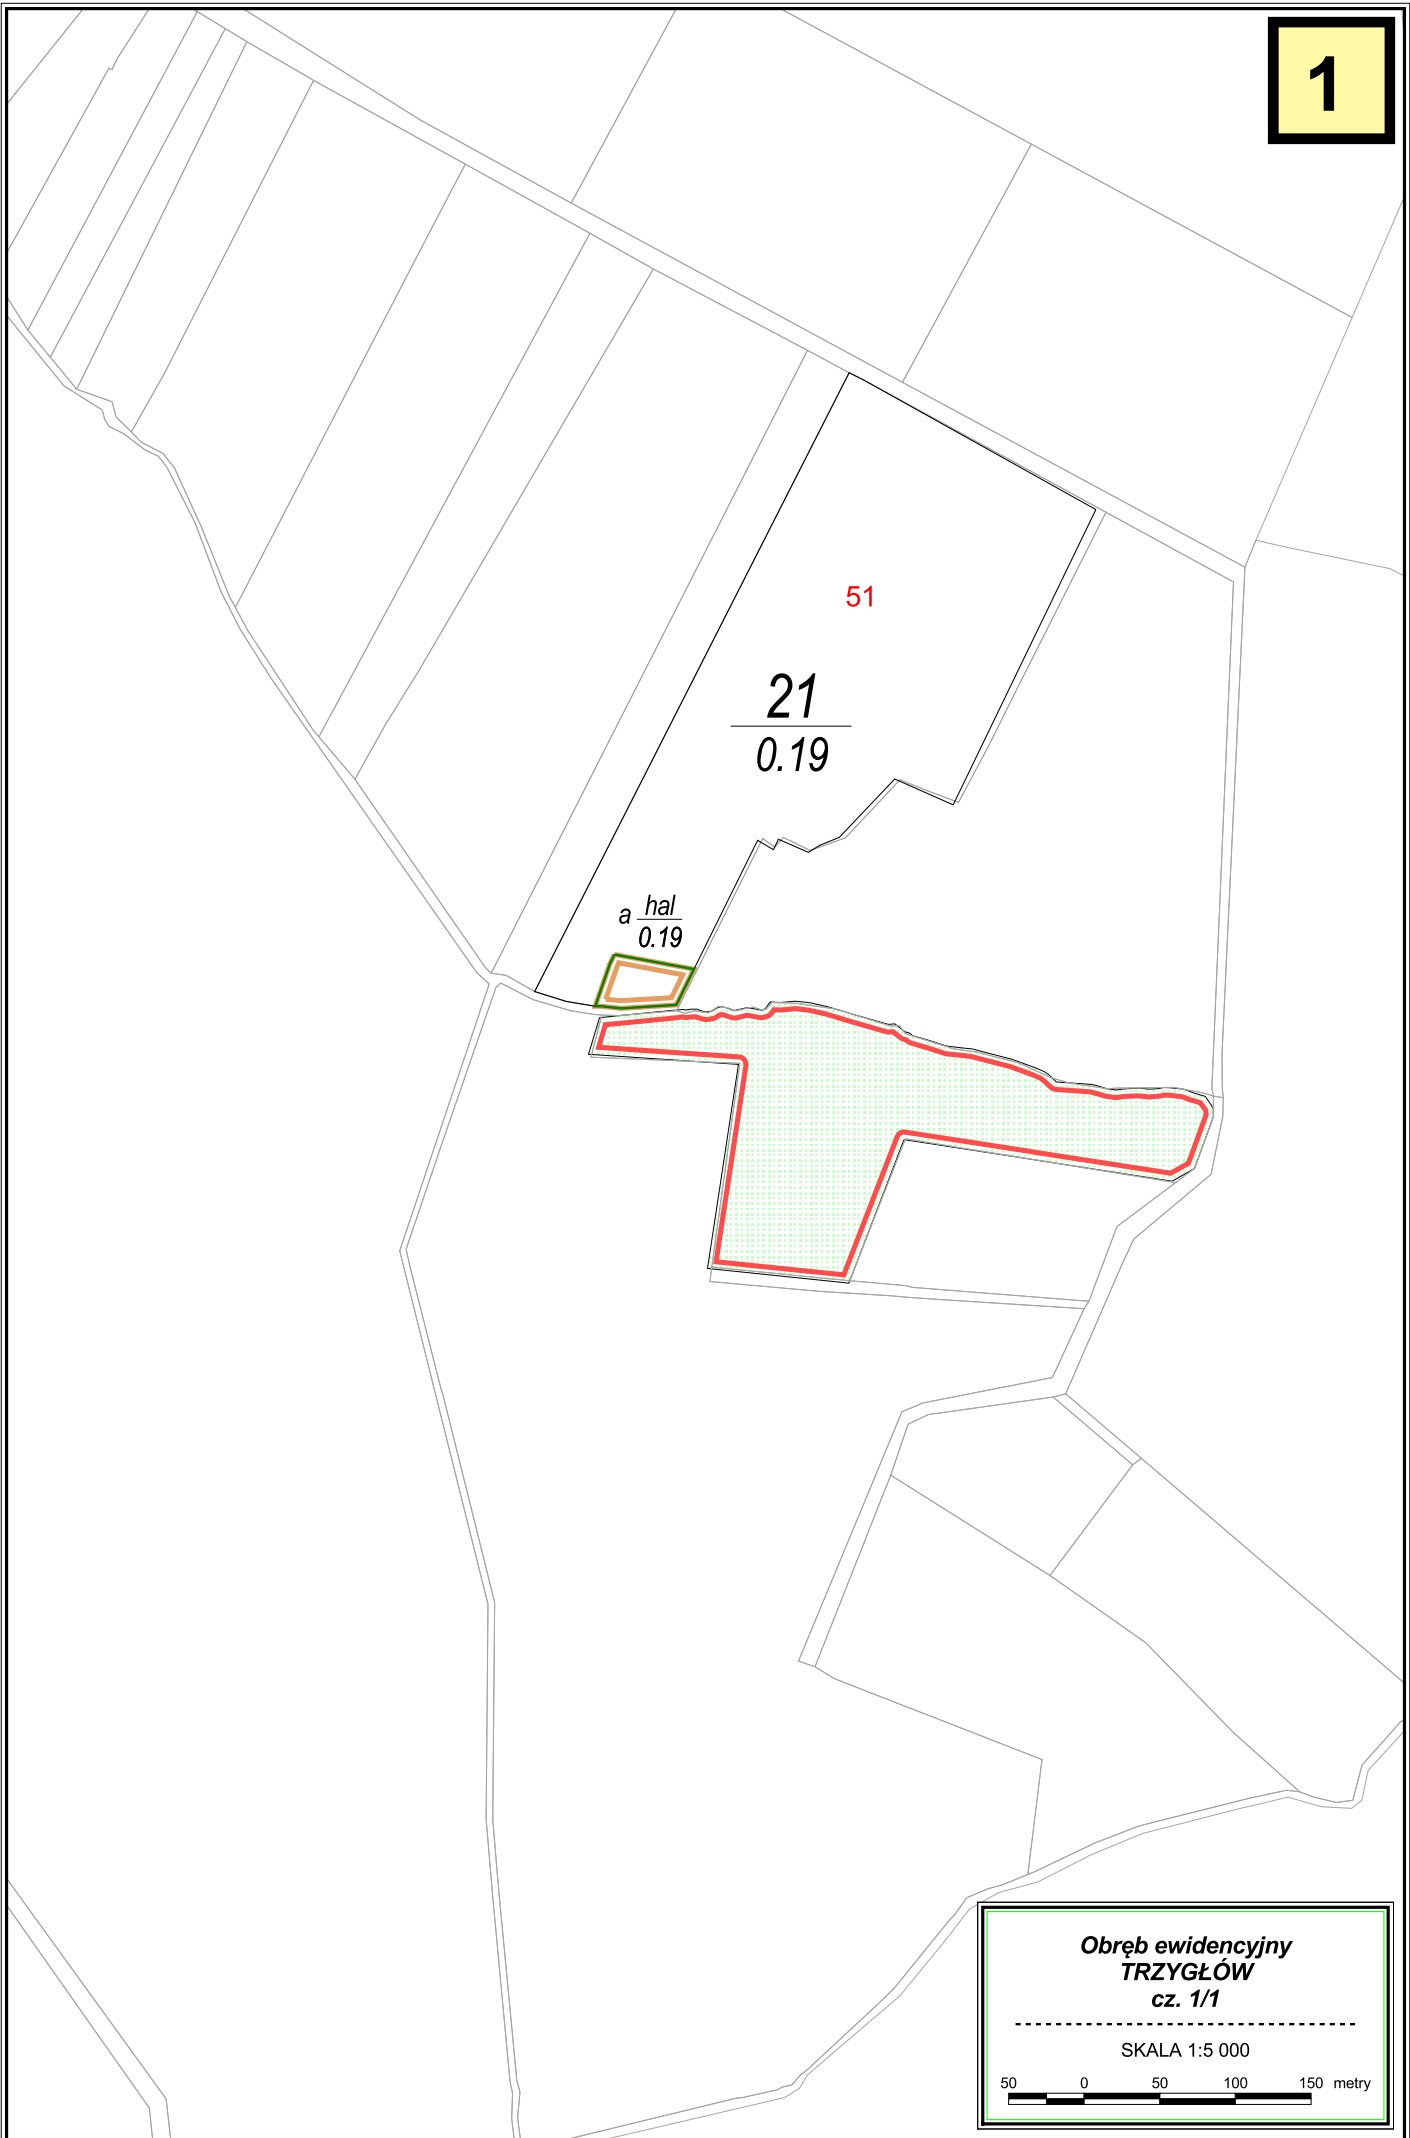 1
51
21
0.19
a hal
0.19
Obręb ewidencyjny
TRZYGŁÓW
cz. 1/1
SKALA 1:5 000
50 0 50 100 150 metry